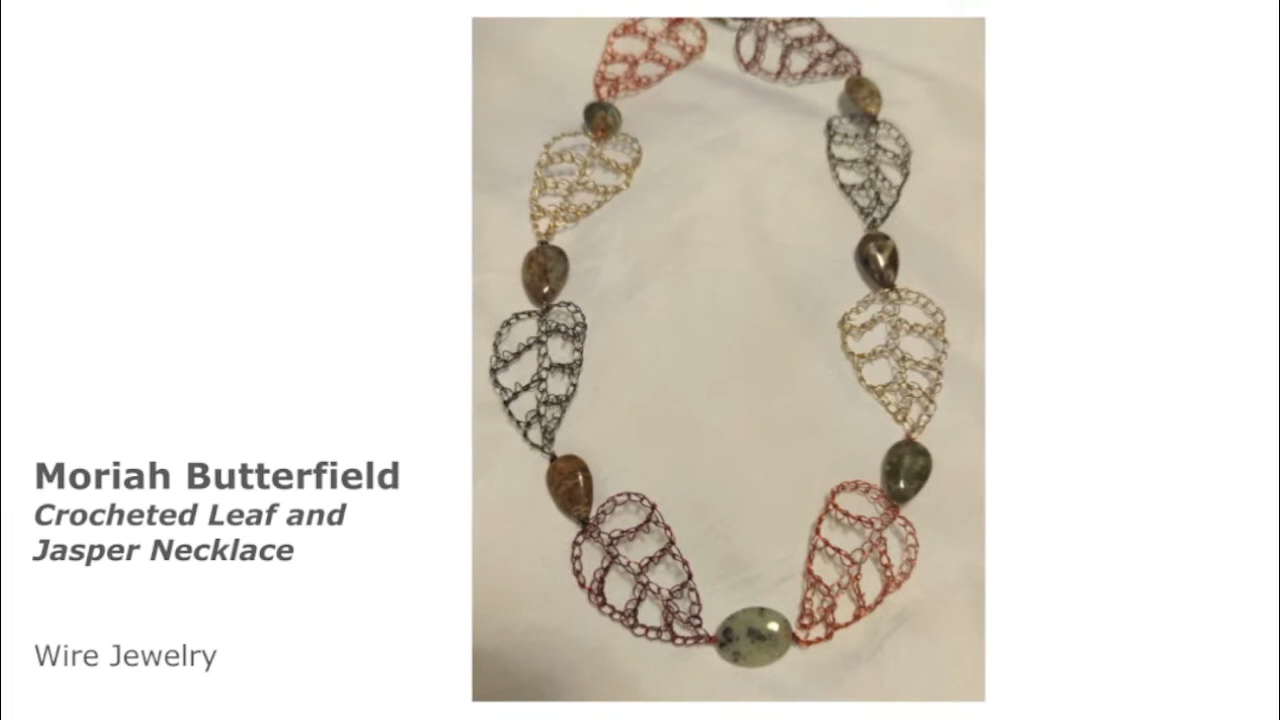 Moriah Butterfield
Crocheted Leaf and
Jasper Necklace
Wire Jewelry